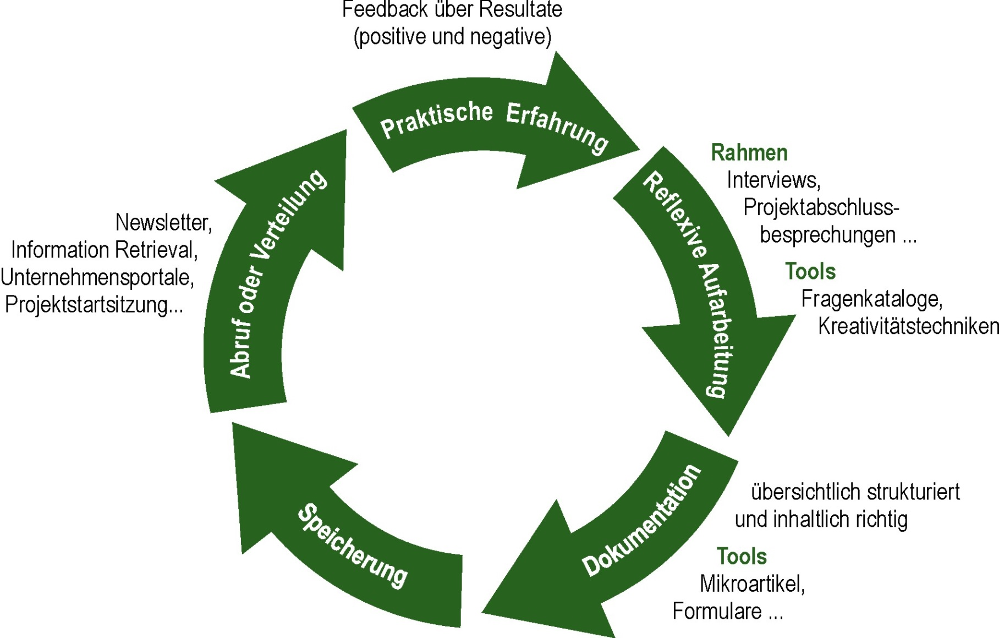 Feedback über Resultate
(positive und negative)
Praktische Erfahrung
Rahmen
Interviews,
Projektabschluss-
besprechungen ...
Tools
Fragenkataloge,
Kreativitätstechniken
Reflexive Aufarbeitung
übersichtlich strukturiert
und inhaltlich richtig
Tools
Mikroartikel,
Formulare ...
Dokumentation
Speicherung
Abruf oder Verteilung
Newsletter,
Information Retrieval,
Unternehmensportale,
Projektstartsitzung...